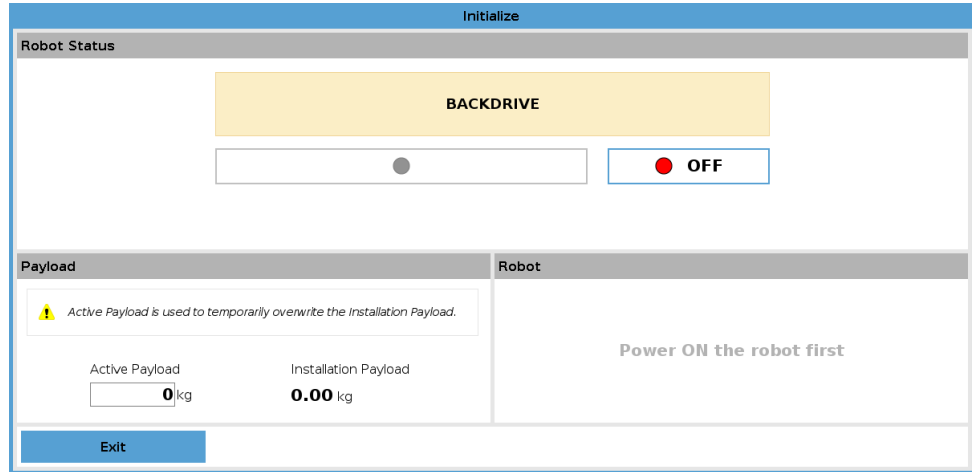 Initialize
Robot Status
BACKDRIVE
OFF
Payload
Robot
Active Payload is used to temporarily overwrite the Installation Payload.
Power ON the robot first
Active Payload
Installation Payload
0 kg
0.00 kg
Exit